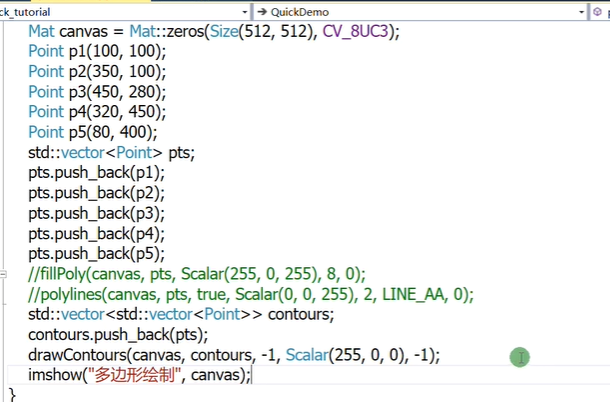 ck_tutorial
QuickDemo
Mat canvas = Mat::zeros(Size(512, 512), CV_8UC3);
Point p1(100, 100);
Point p2(350, 100);
Point p3(450, 280);
Point p4(320, 450);
Point p5(80, 400);
std::vector<Point> pts;
pts.push_back(p1);
pts.push_back(p2);
pts.push_back(p3);
pts.push_back(p4);
pts.push_back(p5);
//fillPoly(canvas, pts, Scalar(255, 0, 255), 8, 0);
//polylines(canvas, pts, true, Scalar(0, 0, 255), 2, LINE_AA, 0);
std::vector<std::vector<Point>> contours;
contours.push_back(pts);
drawContours(canvas, contours, -1, Scalar(255, 0, 0), -1);
imshow("多边形绘制", canvas);
}